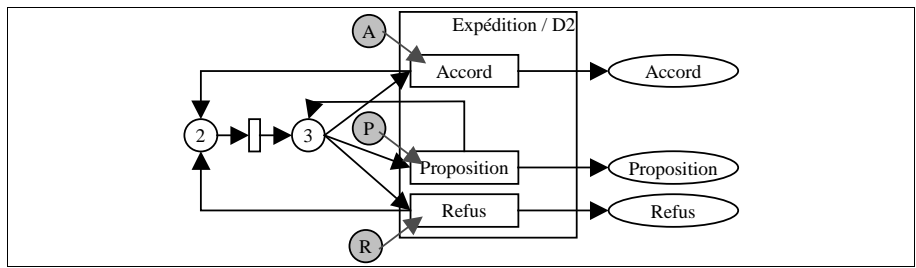 Expédition / D2
A
Accord
Accord
2
3
P
Proposition
Proposition
Refus
Refus
R